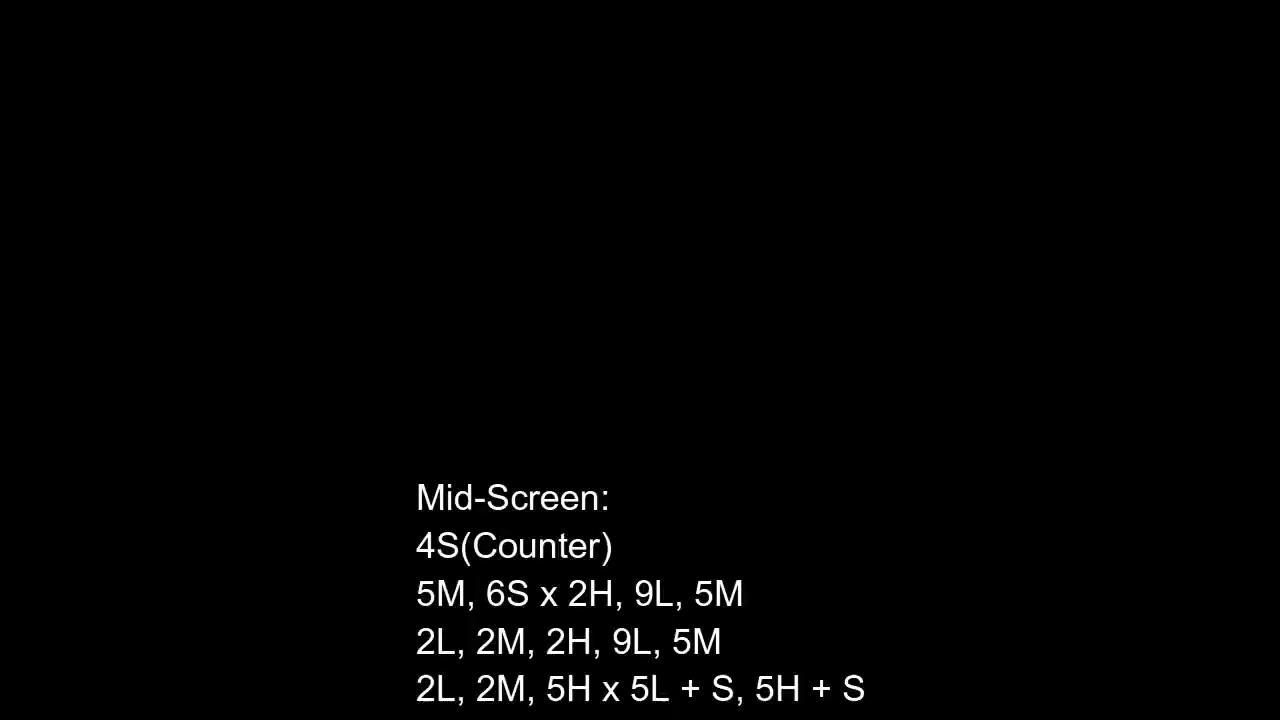 Mid-Screen:
4S(Counter)
5M, 6S x 2H, 9L, 5M
2L, 2M, 2H, 9L, 5M
2L, 2M, 5H x 5L + S, 5H + S